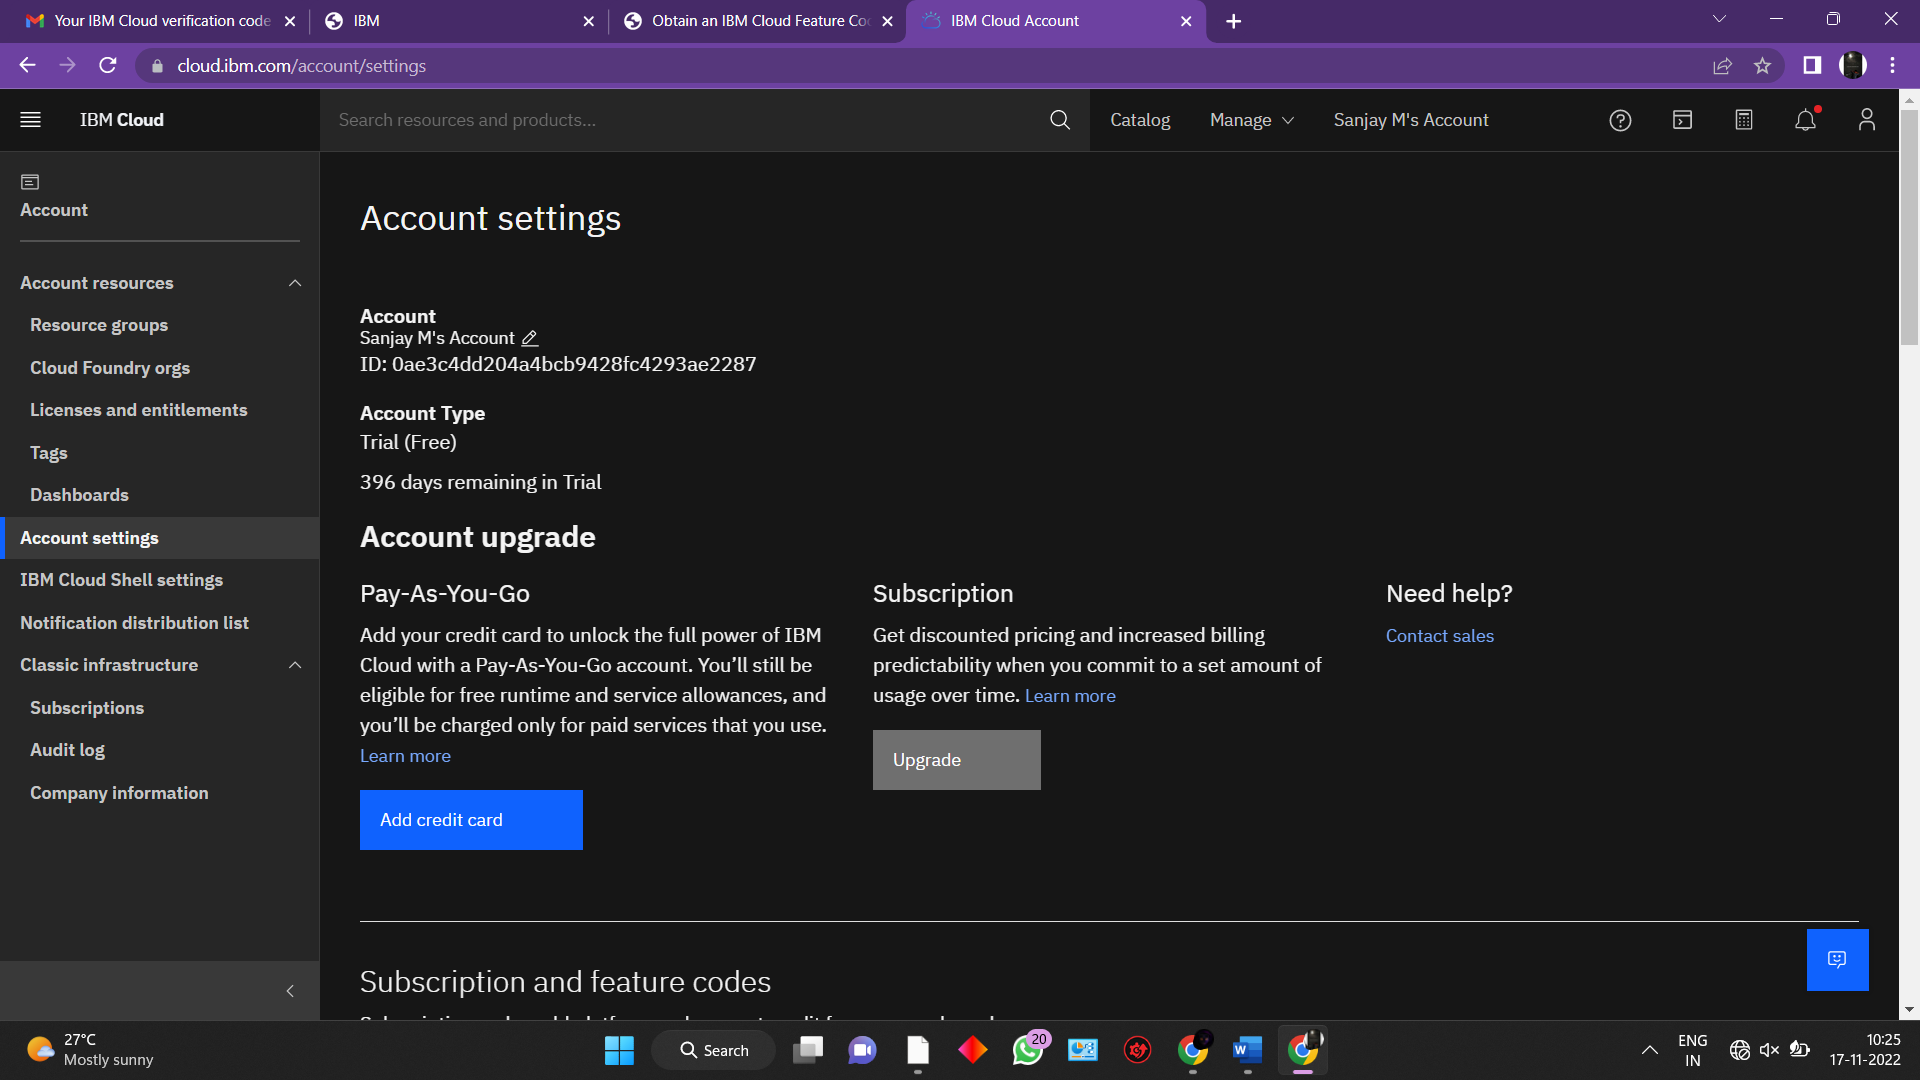 Your IBM Cloud verification code
IBM
Obtain an IBM Cloud Feature Co
IBM Cloud Account
cloud.ibm.com/account/settings
IBM Cloud
Search resources and products...
Catalog
Manage
Sanjay M's Account
Account
Account resources
Resource groups
Cloud Foundry orgs
Licenses and entitlements
Tags
Dashboards
Account settings
IBM Cloud Shell settings
Notification distribution list
Classic infrastructure
Subscriptions
Audit log
Company information
Account settings
Account
Sanjay M's Account
ID: 0ae3c4dd204a4bcb9428fc4293ae2287
Account Type
Trial (Free)
396 days remaining in Trial
Account upgrade
Pay-As-You-Go
Add your credit card to unlock the full power of IBM
Cloud with a Pay-As-You-Go account. You’ll still be
eligible for free runtime and service allowances, and
you’ll be charged only for paid services that you use.
Learn more
Add credit card
Subscription
Get discounted pricing and increased billing
predictability when you commit to a set amount of
usage over time. Learn more
Upgrade
Need help?
Contact sales
Subscription and feature codes
27°C
Mostly sunny
Search
20
ENG
IN
10:25
17-11-2022